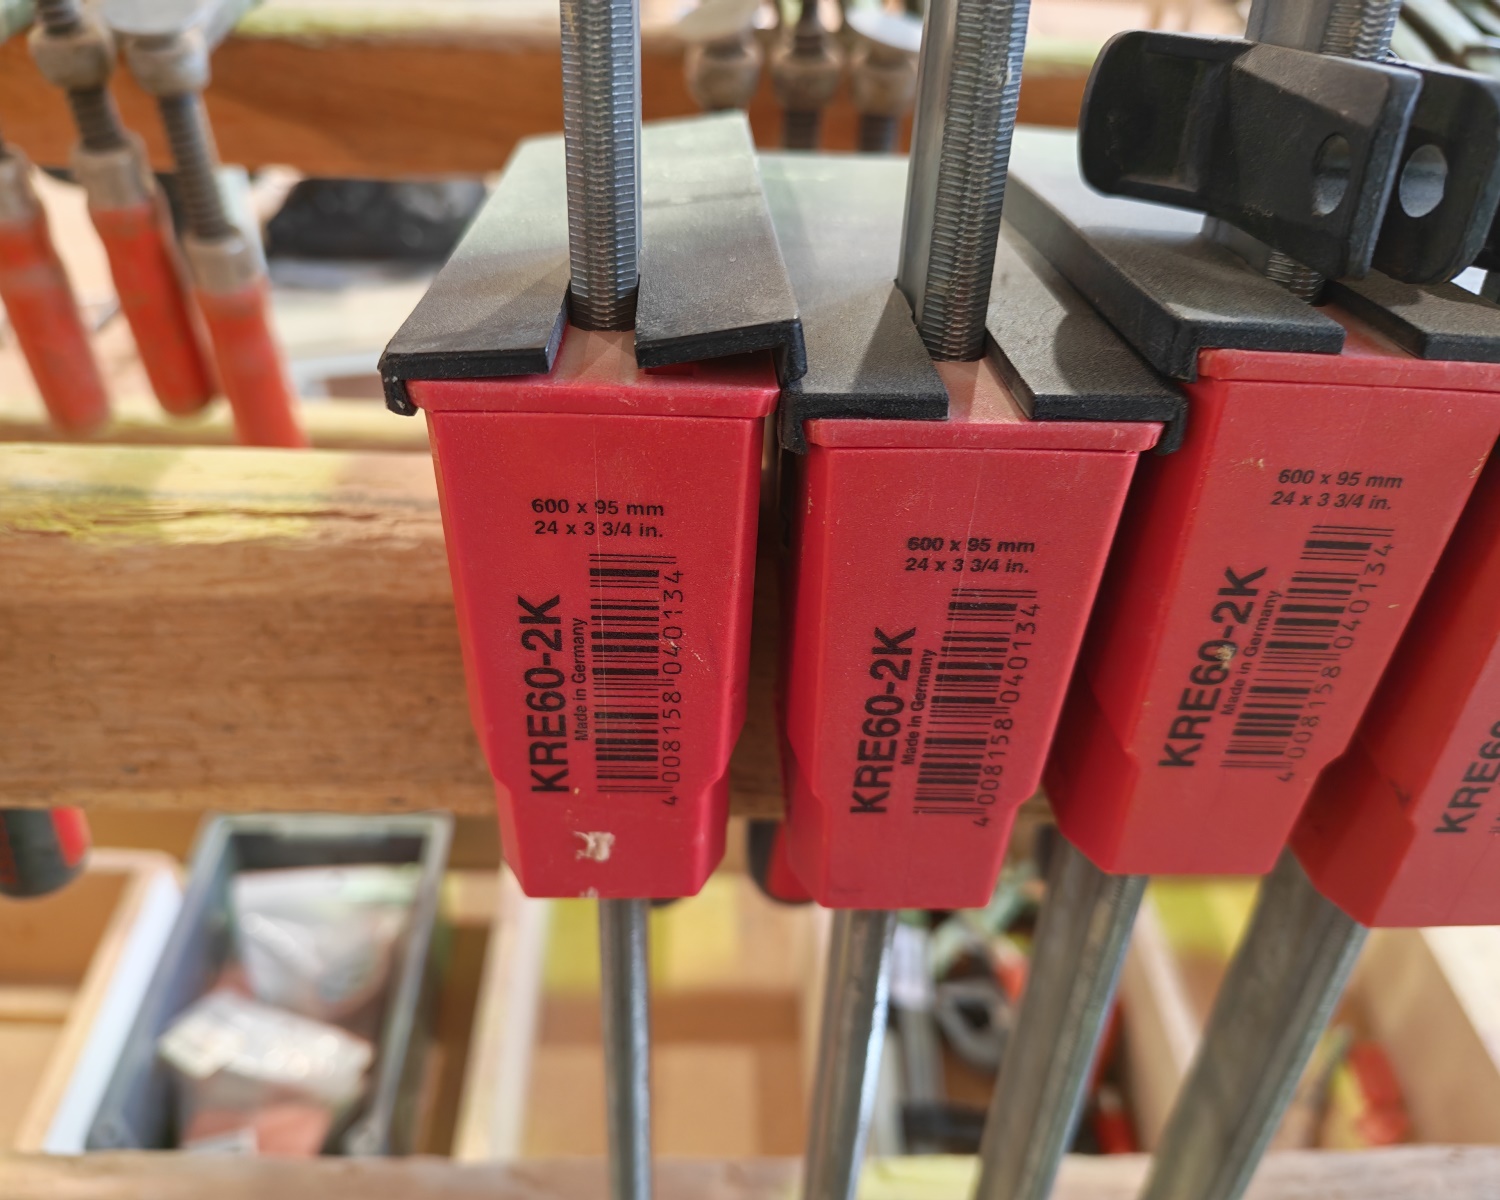 600 x 95 mm
24 x 3 3/4 in.
KRE60-2K
Made in Germany
4 008158 040134
600 x 95 mm
24 x 3 3/4 in.
KRE60-2K
Made in Germany
4 008158 040134
600 x 95 mm
24 x 3 3/4 in.
KRE60-2K
Made in Germany
4 008158 040134
KRE60